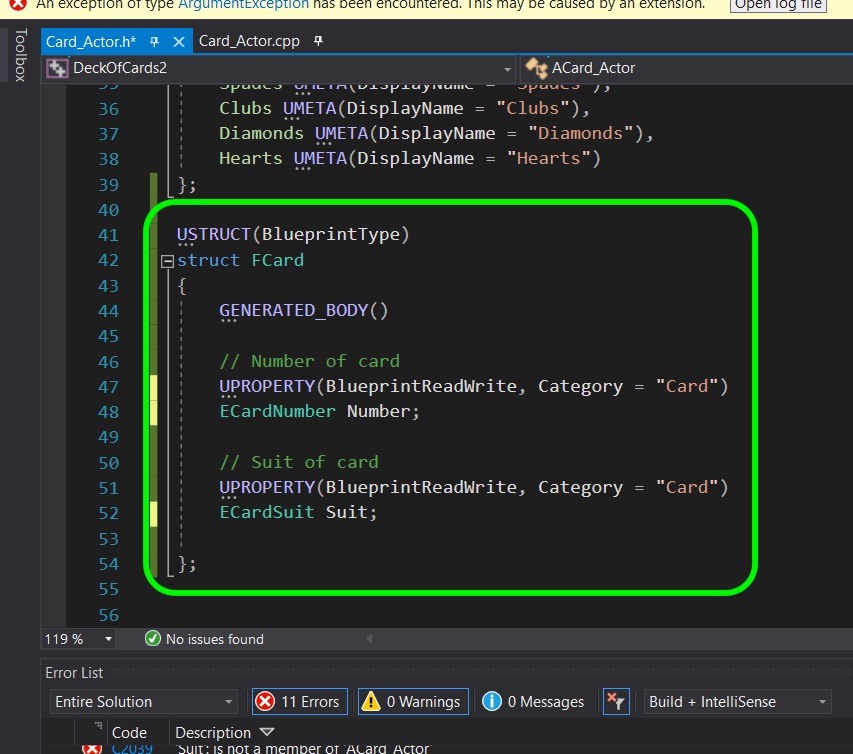 An exception of type ArgumentException has been encountered. This may be caused by an extension. Open log file
Toolbox
Card_Actor.h* Card_Actor.cpp
DeckOfCards2 ACard_Actor
35 Spades UMETA(DisplayName = "Spades"),
36 Clubs UMETA(DisplayName = "Clubs"),
37 Diamonds UMETA(DisplayName = "Diamonds"),
38 Hearts UMETA(DisplayName = "Hearts")
39 };
40
41 USTRUCT(BlueprintType)
42 struct FCard
43 {
44 GENERATED_BODY()
45
46 // Number of card
47 UPROPERTY(BlueprintReadWrite, Category = "Card")
48 ECardNumber Number;
49
50 // Suit of card
51 UPROPERTY(BlueprintReadWrite, Category = "Card")
52 ECardSuit Suit;
53
54 };
55
56
119 % No issues found
Error List
Entire Solution 11 Errors 0 Warnings 0 Messages Build + IntelliSense
Code Description
C2039 'Suit': is not a member of 'ACard_Actor'